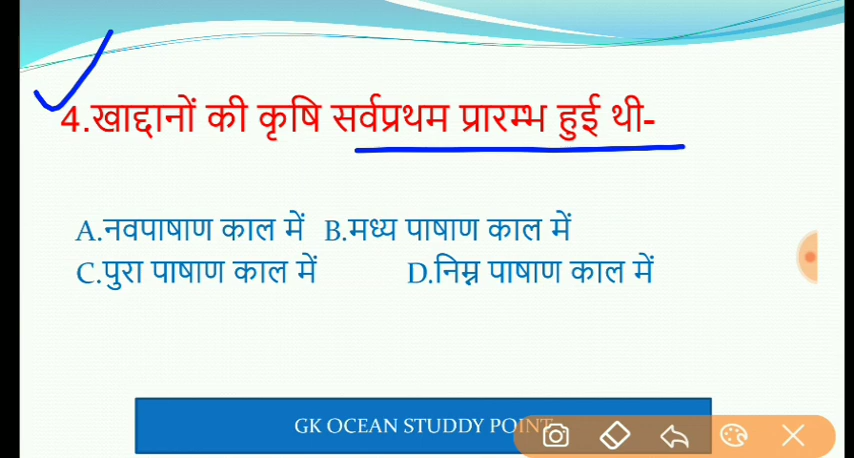 4.खाद्दानों की कृषि सर्वप्रथम प्रारम्भ हुई थी-
A.नवपाषाण काल में B.मध्य पाषाण काल में
C.पुरा पाषाण काल में D.निम्न पाषाण काल में
GK OCEAN STUDDY POINT